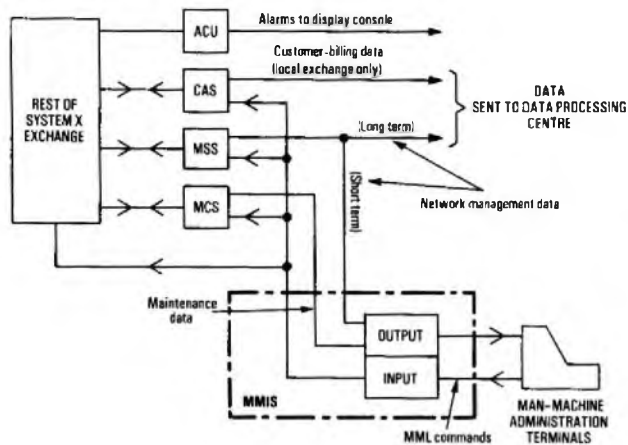 ACU
Alarms to display console
Customer-billing data
(local exchange only)
CAS
REST OF
SYSTEM X
EXCHANGE
DATA
SENT TO DATA PROCESSING
CENTRE
MSS
(Long term)
(Short term)
Network management data
MCS
Maintenance
data
OUTPUT
INPUT
MMIS
MML commands
MAN-MACHINE
ADMINISTRATION
TERMINALS